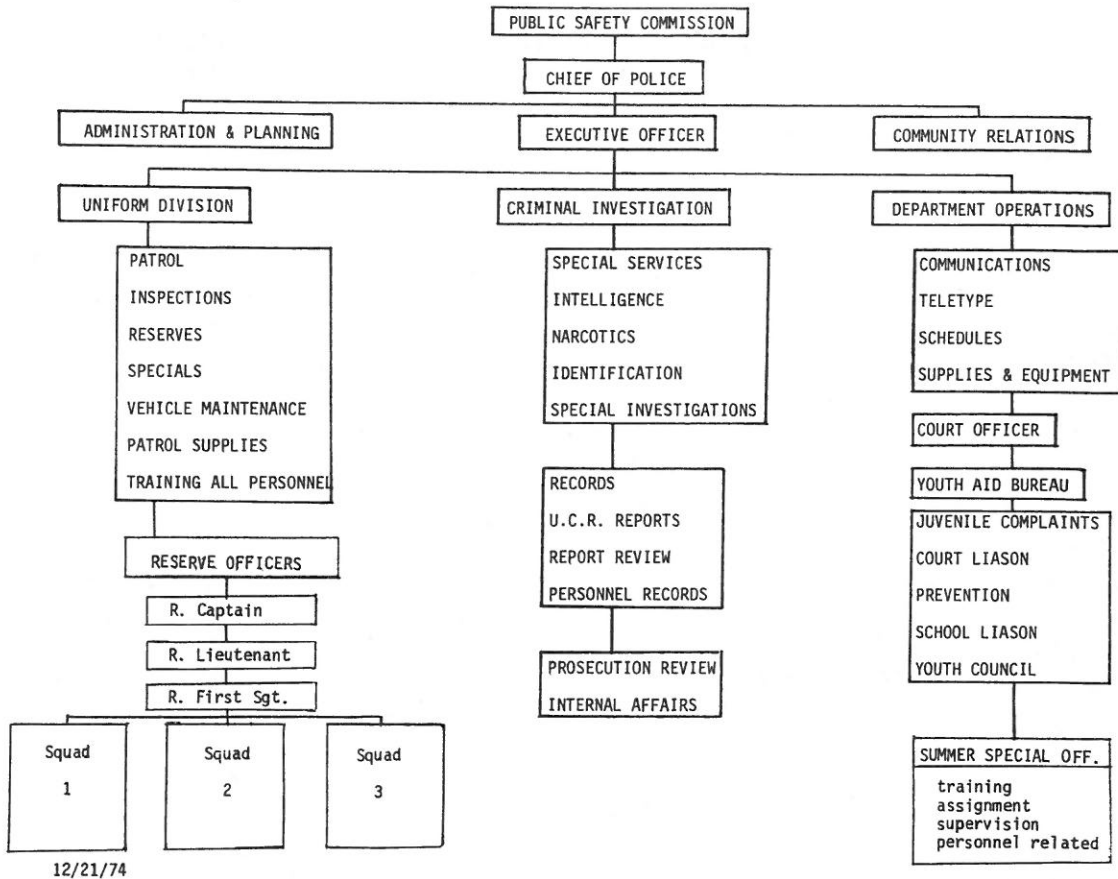 PUBLIC SAFETY COMMISSION
CHIEF OF POLICE
ADMINISTRATION & PLANNING
EXECUTIVE OFFICER
COMMUNITY RELATIONS
UNIFORM DIVISION
PATROL
INSPECTIONS
RESERVES
SPECIALS
VEHICLE MAINTENANCE
PATROL SUPPLIES
TRAINING ALL PERSONNEL
RESERVE OFFICERS
R. Captain
R. Lieutenant
R. First Sgt.
Squad
1
Squad
2
Squad
3
CRIMINAL INVESTIGATION
SPECIAL SERVICES
INTELLIGENCE
NARCOTICS
IDENTIFICATION
SPECIAL INVESTIGATIONS
RECORDS
U.C.R. REPORTS
REPORT REVIEW
PERSONNEL RECORDS
PROSECUTION REVIEW
INTERNAL AFFAIRS
DEPARTMENT OPERATIONS
COMMUNICATIONS
TELETYPE
SCHEDULES
SUPPLIES & EQUIPMENT
COURT OFFICER
YOUTH AID BUREAU
JUVENILE COMPLAINTS
COURT LIASON
PREVENTION
SCHOOL LIASON
YOUTH COUNCIL
SUMMER SPECIAL OFF.
training
assignment
supervision
personnel related
12/21/74